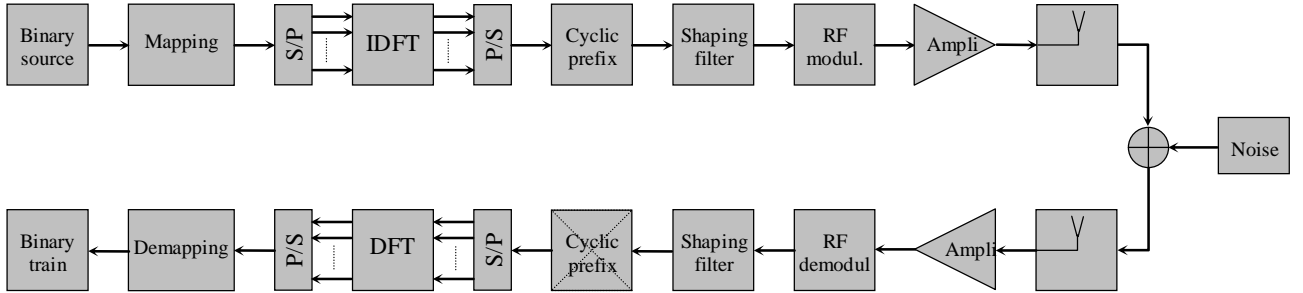 Binary
source
Mapping
S/P
IDFT
P/S
Cyclic
prefix
Shaping
filter
RF
modul.
Ampli
Noise
Binary
train
Demapping
P/S
DFT
S/P
Cyclic
prefix
Shaping
filter
RF
demodul
Ampli